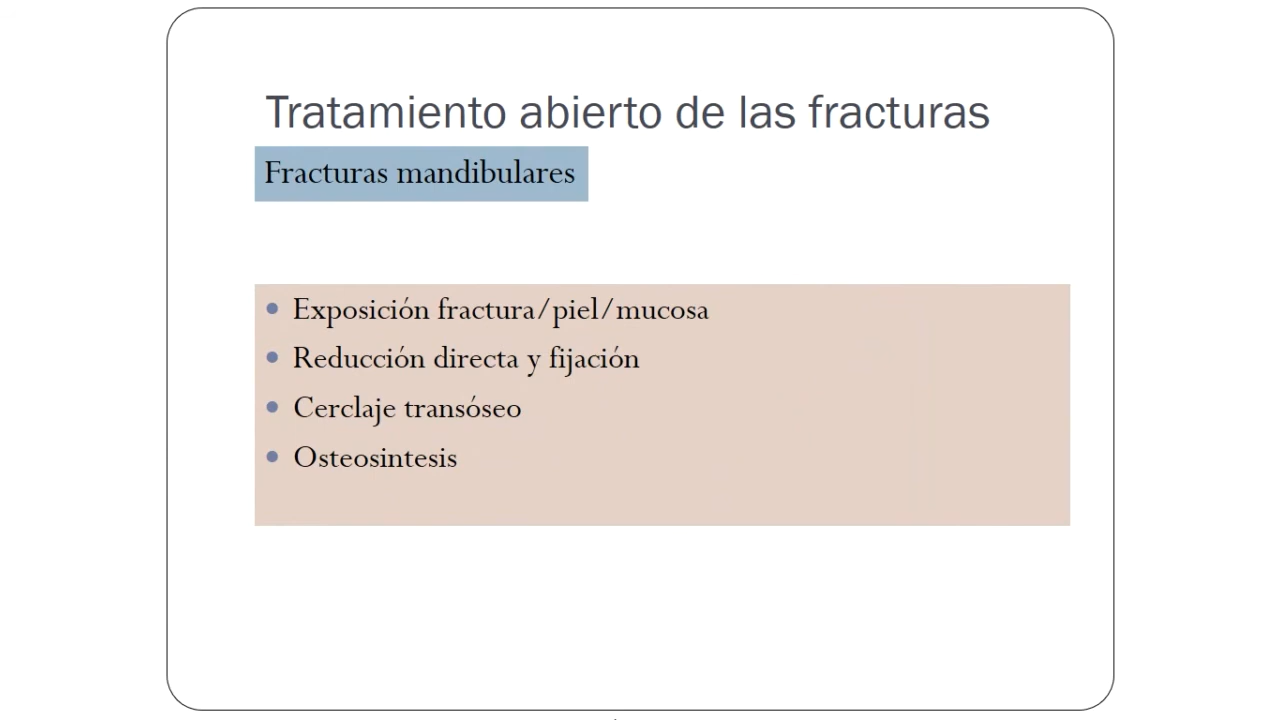 Tratamiento abierto de las fracturas
Fracturas mandibulares
• Exposición fractura/piel/mucosa
• Reducción directa y fijación
• Cerclaje transóseo
• Osteosintesis